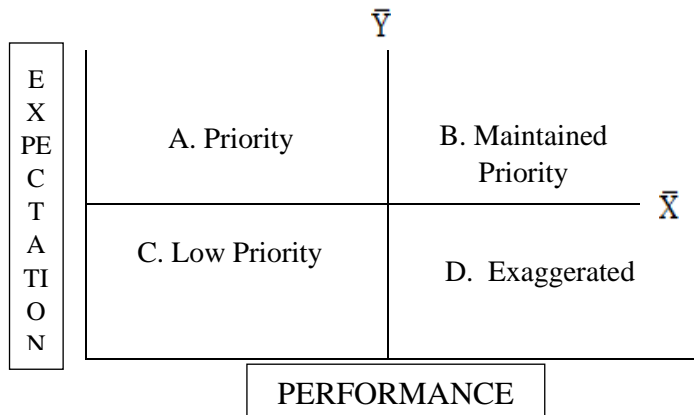 Ȳ
E
X
PE
C
T
A
TI
O
N
A. Priority
B. Maintained
Priority
X̄
C. Low Priority
D. Exaggerated
PERFORMANCE